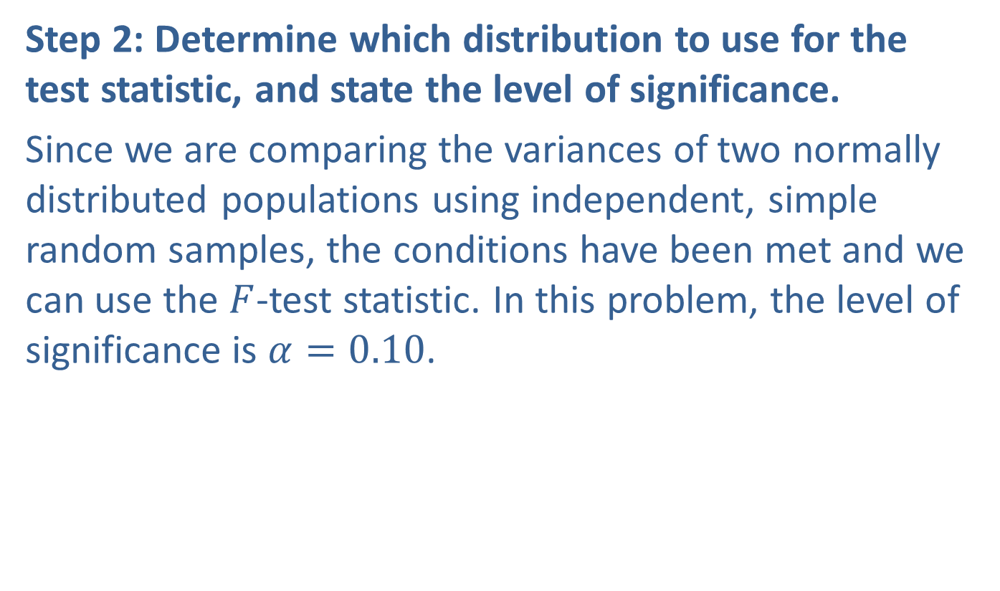 Step 2: Determine which distribution to use for the
test statistic, and state the level of significance.
Since we are comparing the variances of two normally
distributed populations using independent, simple
random samples, the conditions have been met and we
can use the F-test statistic. In this problem, the level of
significance is α = 0.10.